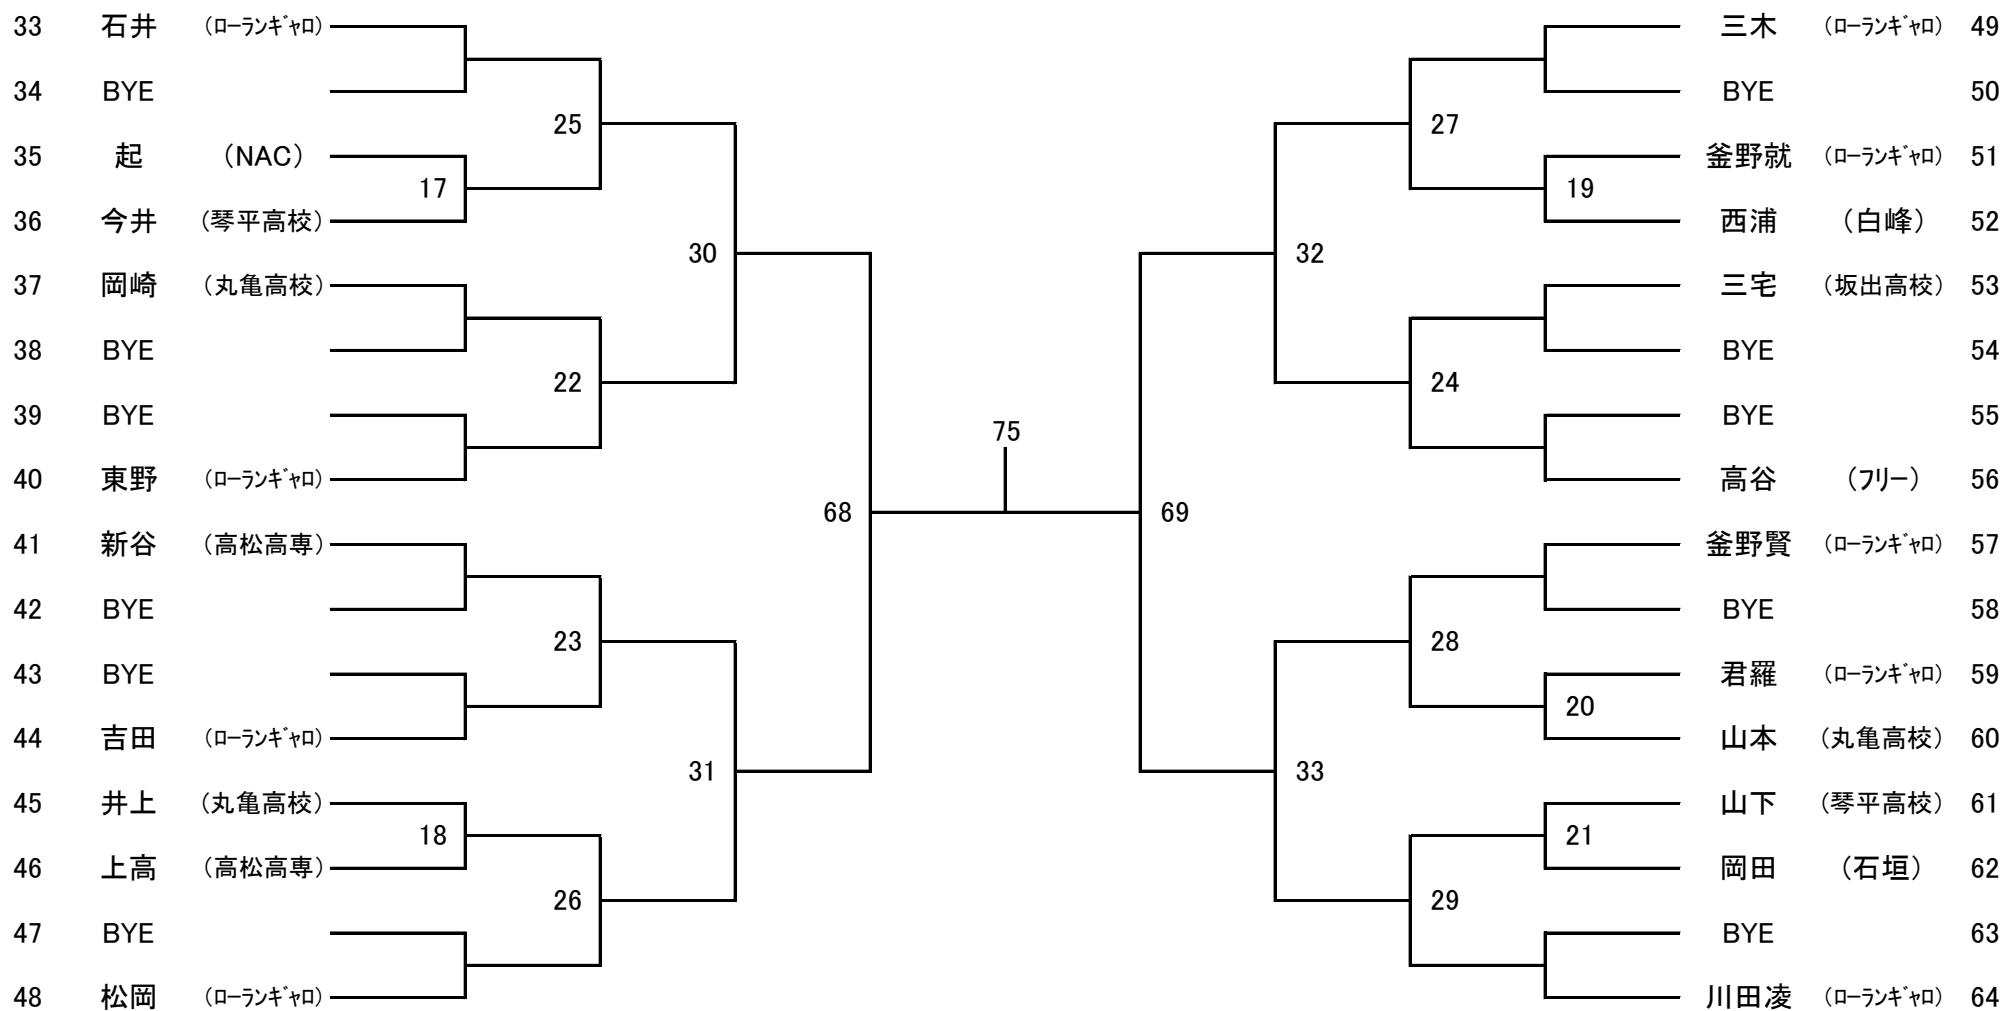 33 石井 (ﾛｰﾗﾝｷﾞｬﾛ)
34 BYE
25
35 起 (NAC)
17
36 今井 (琴平高校)
30
37 岡崎 (丸亀高校)
38 BYE
22
39 BYE
40 東野 (ﾛｰﾗﾝｷﾞｬﾛ)
68
41 新谷 (高松高専)
42 BYE
23
43 BYE
44 吉田 (ﾛｰﾗﾝｷﾞｬﾛ)
31
45 井上 (丸亀高校)
18
46 上高 (高松高専)
26
47 BYE
48 松岡 (ﾛｰﾗﾝｷﾞｬﾛ)
75
三木 (ﾛｰﾗﾝｷﾞｬﾛ) 49
BYE 50
27
釜野就 (ﾛｰﾗﾝｷﾞｬﾛ) 51
19
西浦 (白峰) 52
32
三宅 (坂出高校) 53
BYE 54
24
BYE 55
高谷 (ﾌﾘｰ) 56
69
釜野賢 (ﾛｰﾗﾝｷﾞｬﾛ) 57
BYE 58
28
君羅 (ﾛｰﾗﾝｷﾞｬﾛ) 59
20
山本 (丸亀高校) 60
33
山下 (琴平高校) 61
21
岡田 (石垣) 62
29
BYE 63
川田凌 (ﾛｰﾗﾝｷﾞｬﾛ) 64